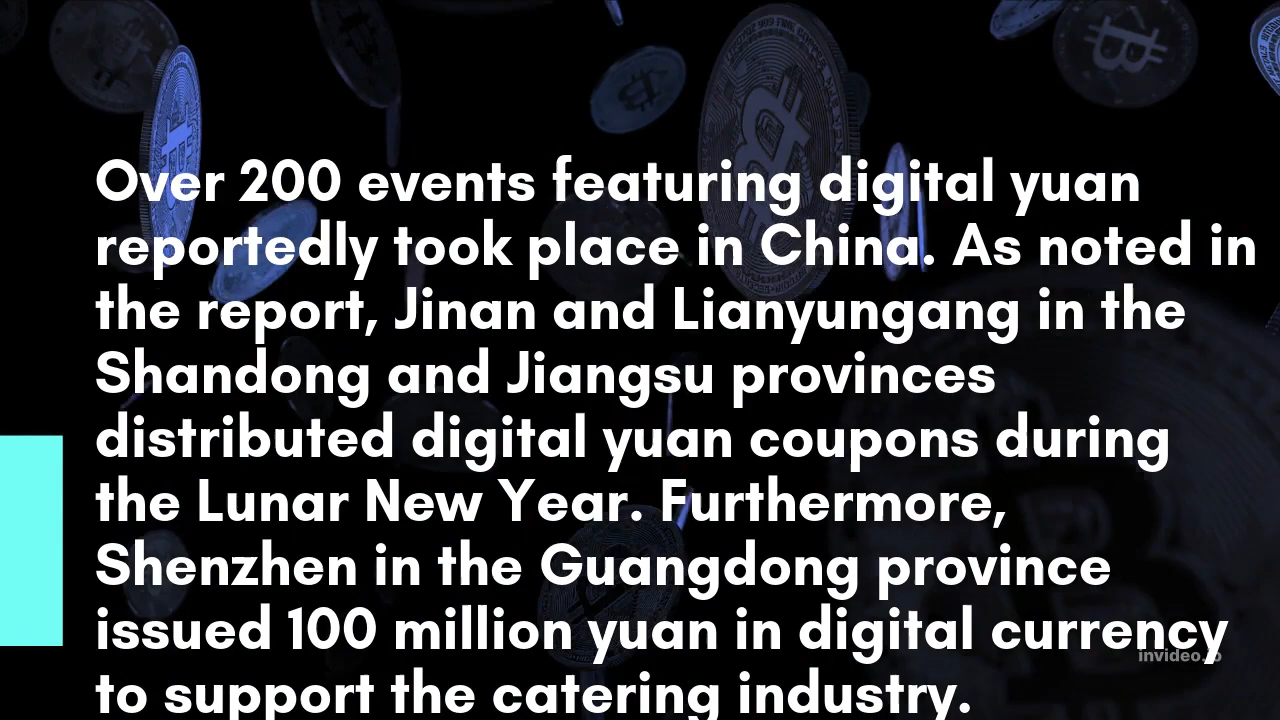 Over 200 events featuring digital yuan
reportedly took place in China. As noted in
the report, Jinan and Lianyungang in the
Shandong and Jiangsu provinces
distributed digital yuan coupons during
the Lunar New Year. Furthermore,
Shenzhen in the Guangdong province
issued 100 million yuan in digital currency
invideo.io
to support the catering industry.